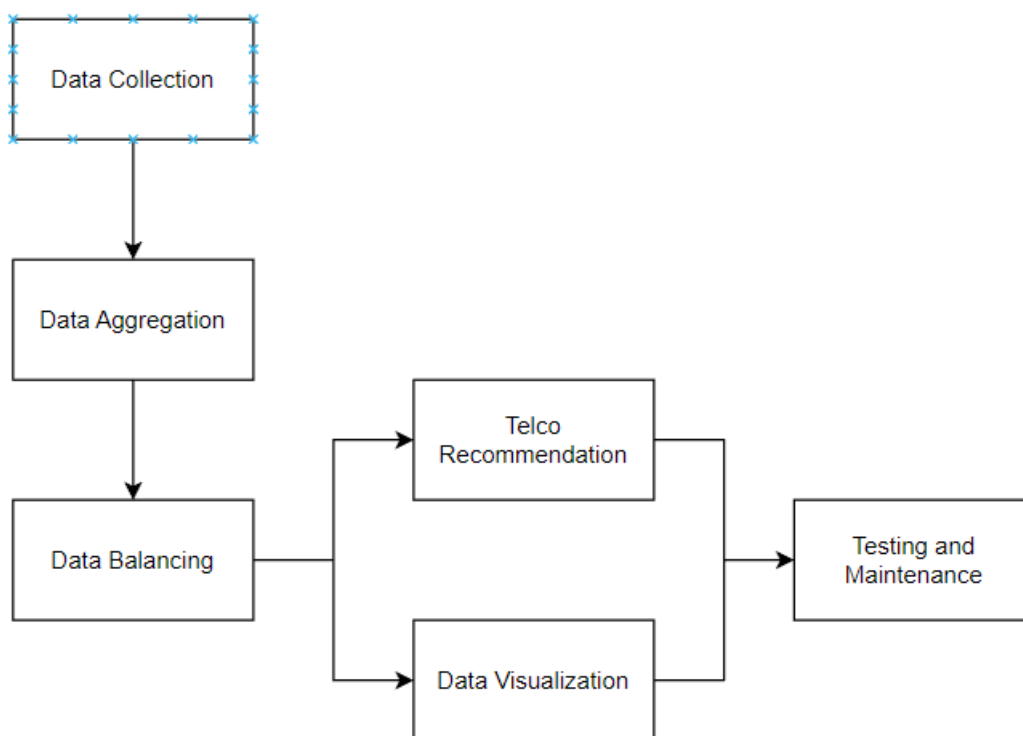 Data Collection
Data Aggregation
Telco
Recommendation
Data Balancing
Testing and
Maintenance
Data Visualization